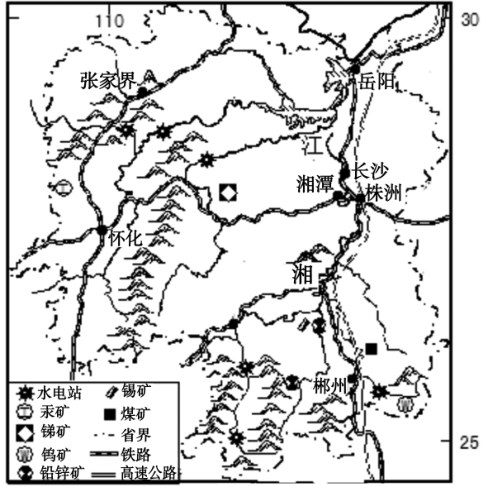 110
30
张家界
岳阳
江
长沙
湘潭
株洲
怀化
湘
郴州
25
水电站
锡矿
汞矿
煤矿
锑矿
省界
钨矿
铁路
铅锌矿
高速公路